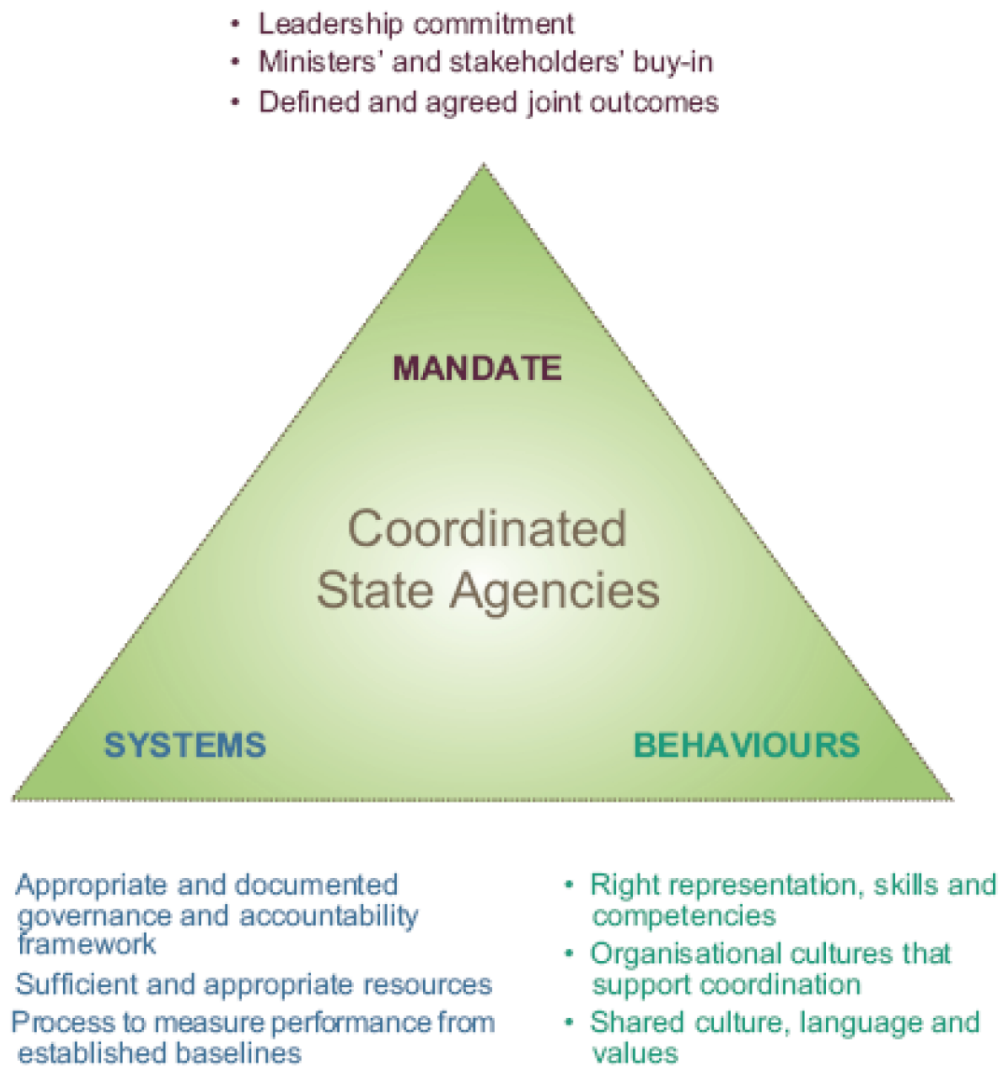 • Leadership commitment
• Ministers' and stakeholders' buy-in
• Defined and agreed joint outcomes
MANDATE
Coordinated
State Agencies
SYSTEMS
BEHAVIOURS
Appropriate and documented
governance and accountability
framework
Sufficient and appropriate resources
Process to measure performance from
established baselines
• Right representation, skills and
competencies
• Organisational cultures that
support coordination
• Shared culture, language and
values